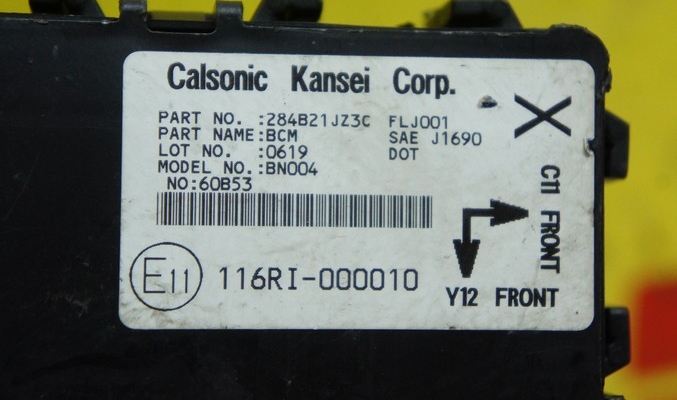 Calsonic Kansei Corp.
PART NO. :284B21JZ3C FLJ001
PART NAME:BCM SAE J1690
LOT NO. :0619 DOT
MODEL NO.:BN004
NO:60B53
X
C11 FRONT
E11 116RI-000010
Y12 FRONT